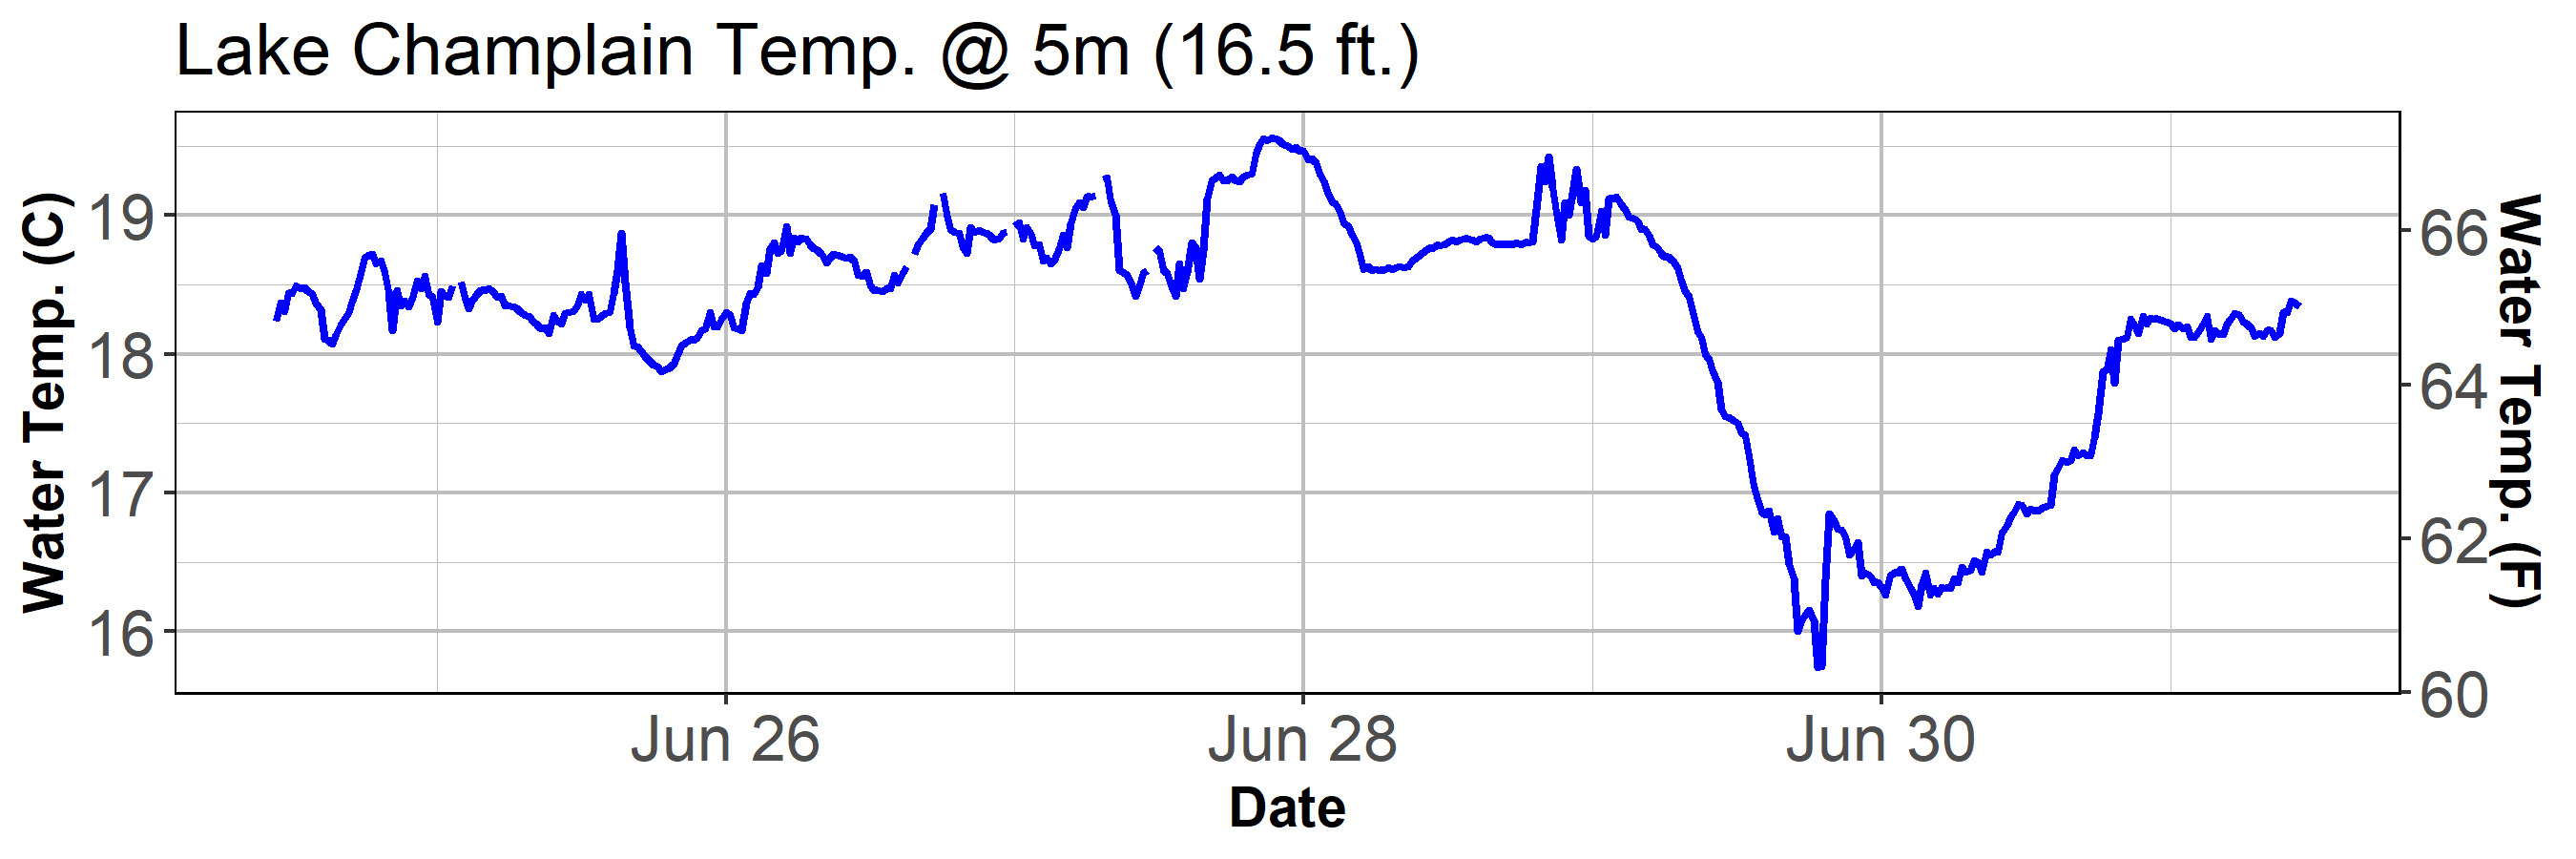 Lake Champlain Temp. @ 5m (16.5 ft.)
Water Temp. (C)
19
18
17
16
66
64
62
60
Water Temp. (F)
Jun 26
Jun 28
Jun 30
Date